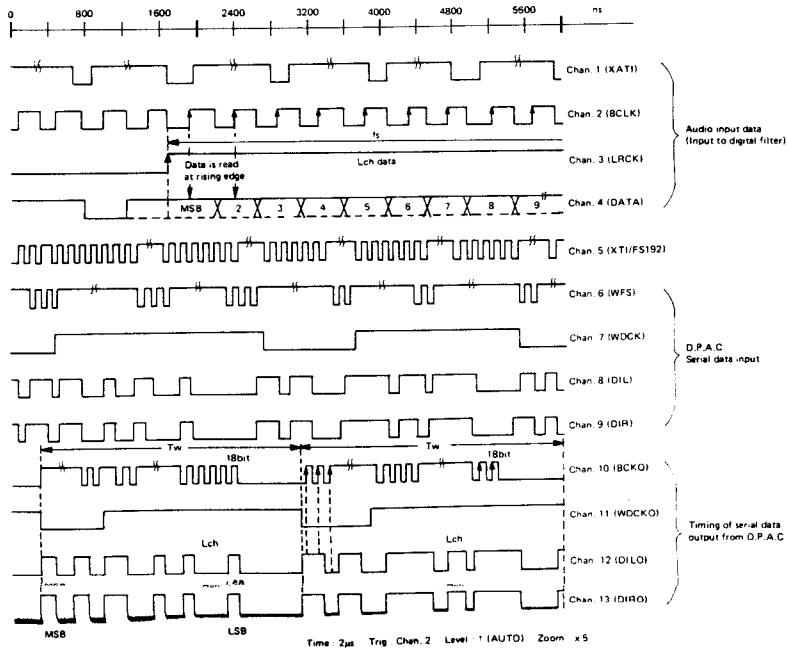 0 800 1600 2400 3200 4000 4800 5600 ns
Chan. 1 (XATI)
Chan. 2 (BCLK)
fs
Audio input data
(Input to digital filter)
Lch data
Chan. 3 (LRCK)
Data is read
at rising edge
MSB 2 3 4 5 6 7 8 9
Chan. 4 (DATA)
Chan. 5 (XTI/FS192)
Chan. 6 (WFS)
Chan. 7 (WDCK)
D.P.A.C
Serial data input
Chan. 8 (DIL)
Chan. 9 (DIR)
Tw Tw
18bit 18bit
Chan. 10 (BCKO)
Chan. 11 (WDCKO)
Timing of serial data
output from D.P.A.C
Lch Lch
Chan. 12 (DILO)
Chan. 13 (DIRO)
MSB LSB
Time : 2µs Trig : Chan. 2 Level : ↑ (AUTO) Zoom x 5